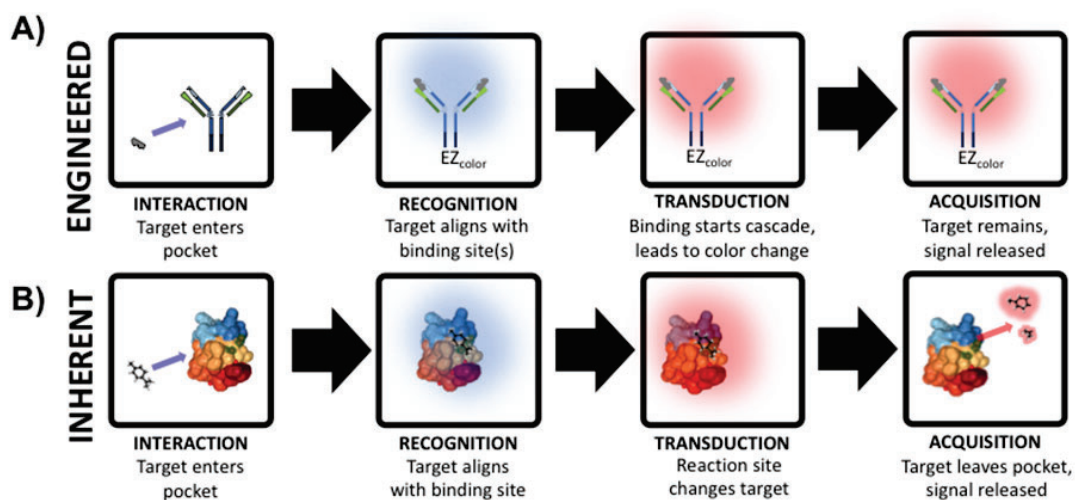 A)
ENGINEERED
EZcolor
EZcolor
EZcolor
INTERACTION
Target enters
pocket
RECOGNITION
Target aligns with
binding site(s)
TRANSDUCTION
Binding starts cascade,
leads to color change
ACQUISITION
Target remains,
signal released
B)
INHERENT
INTERACTION
Target enters
pocket
RECOGNITION
Target aligns
with binding site
TRANSDUCTION
Reaction site
changes target
ACQUISITION
Target leaves pocket,
signal released